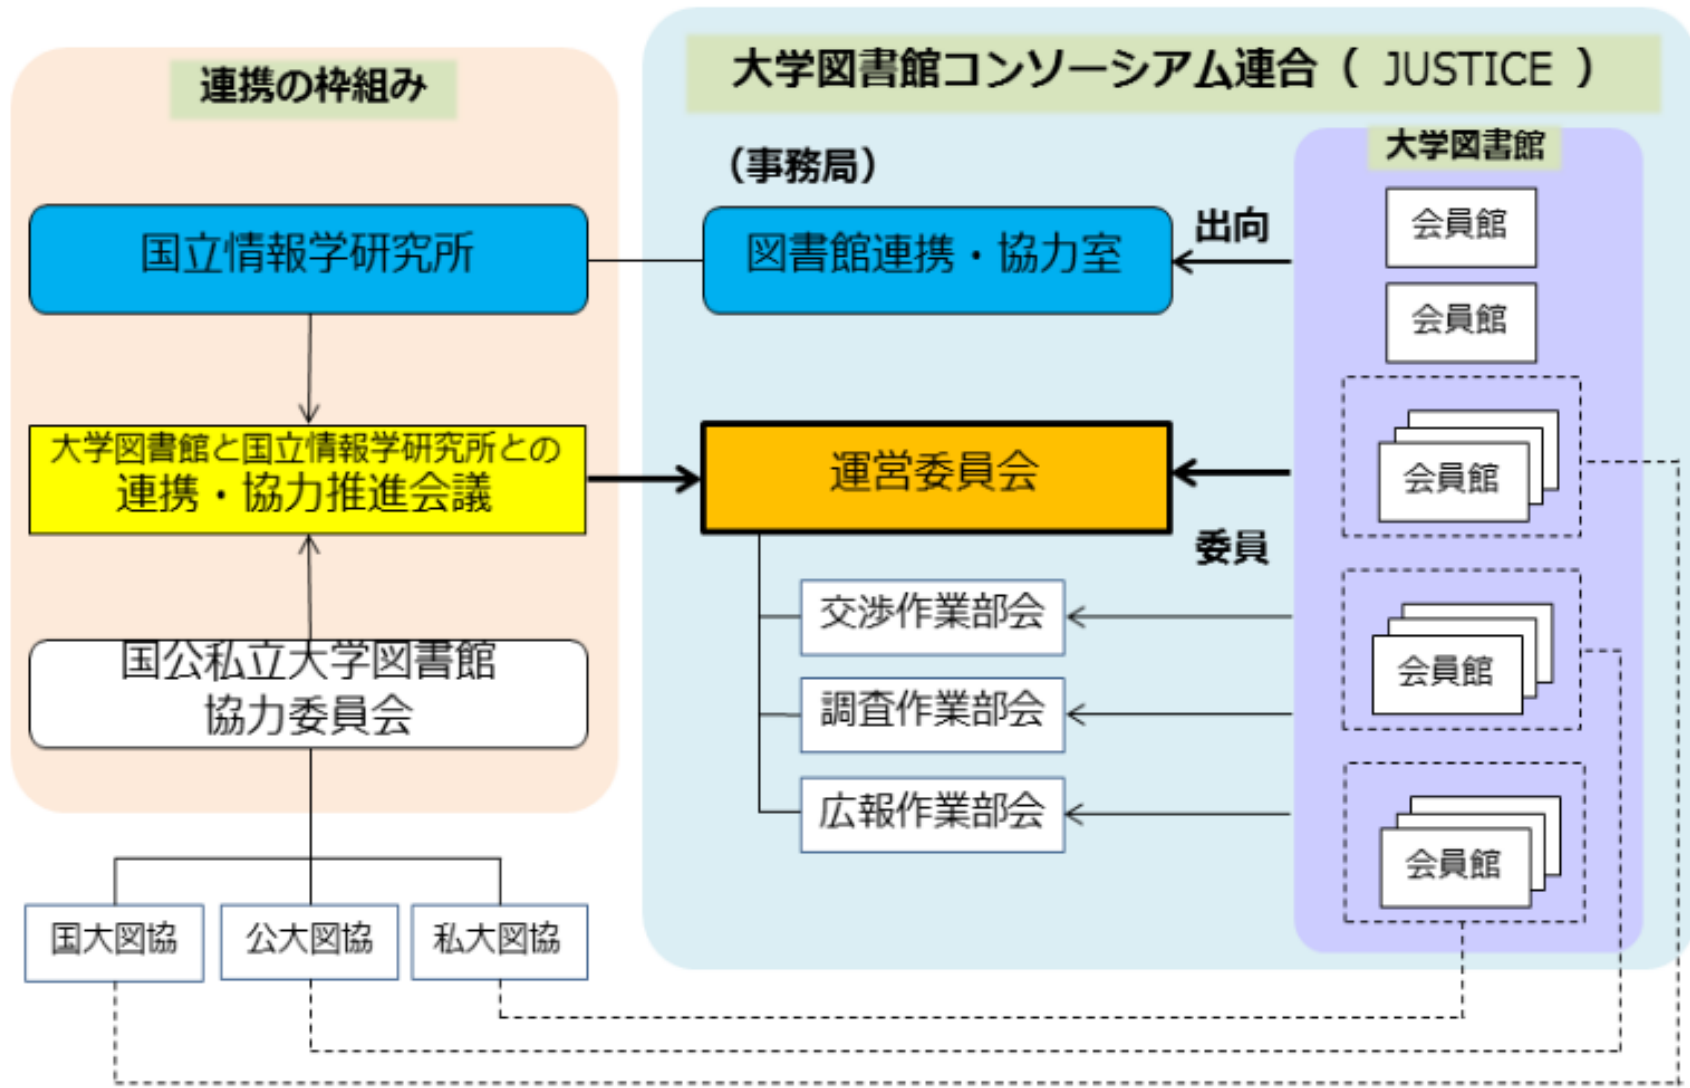 連携の枠組み
国立情報学研究所
大学図書館と国立情報学研究所との
連携・協力推進会議
国公私立大学図書館
協力委員会
国大図協
公大図協
私大図協
大学図書館コンソーシアム連合（ JUSTICE ）
（事務局）
図書館連携・協力室
出向
運営委員会
委員
交渉作業部会
調査作業部会
広報作業部会
大学図書館
会員館
会員館
会員館
会員館
会員館